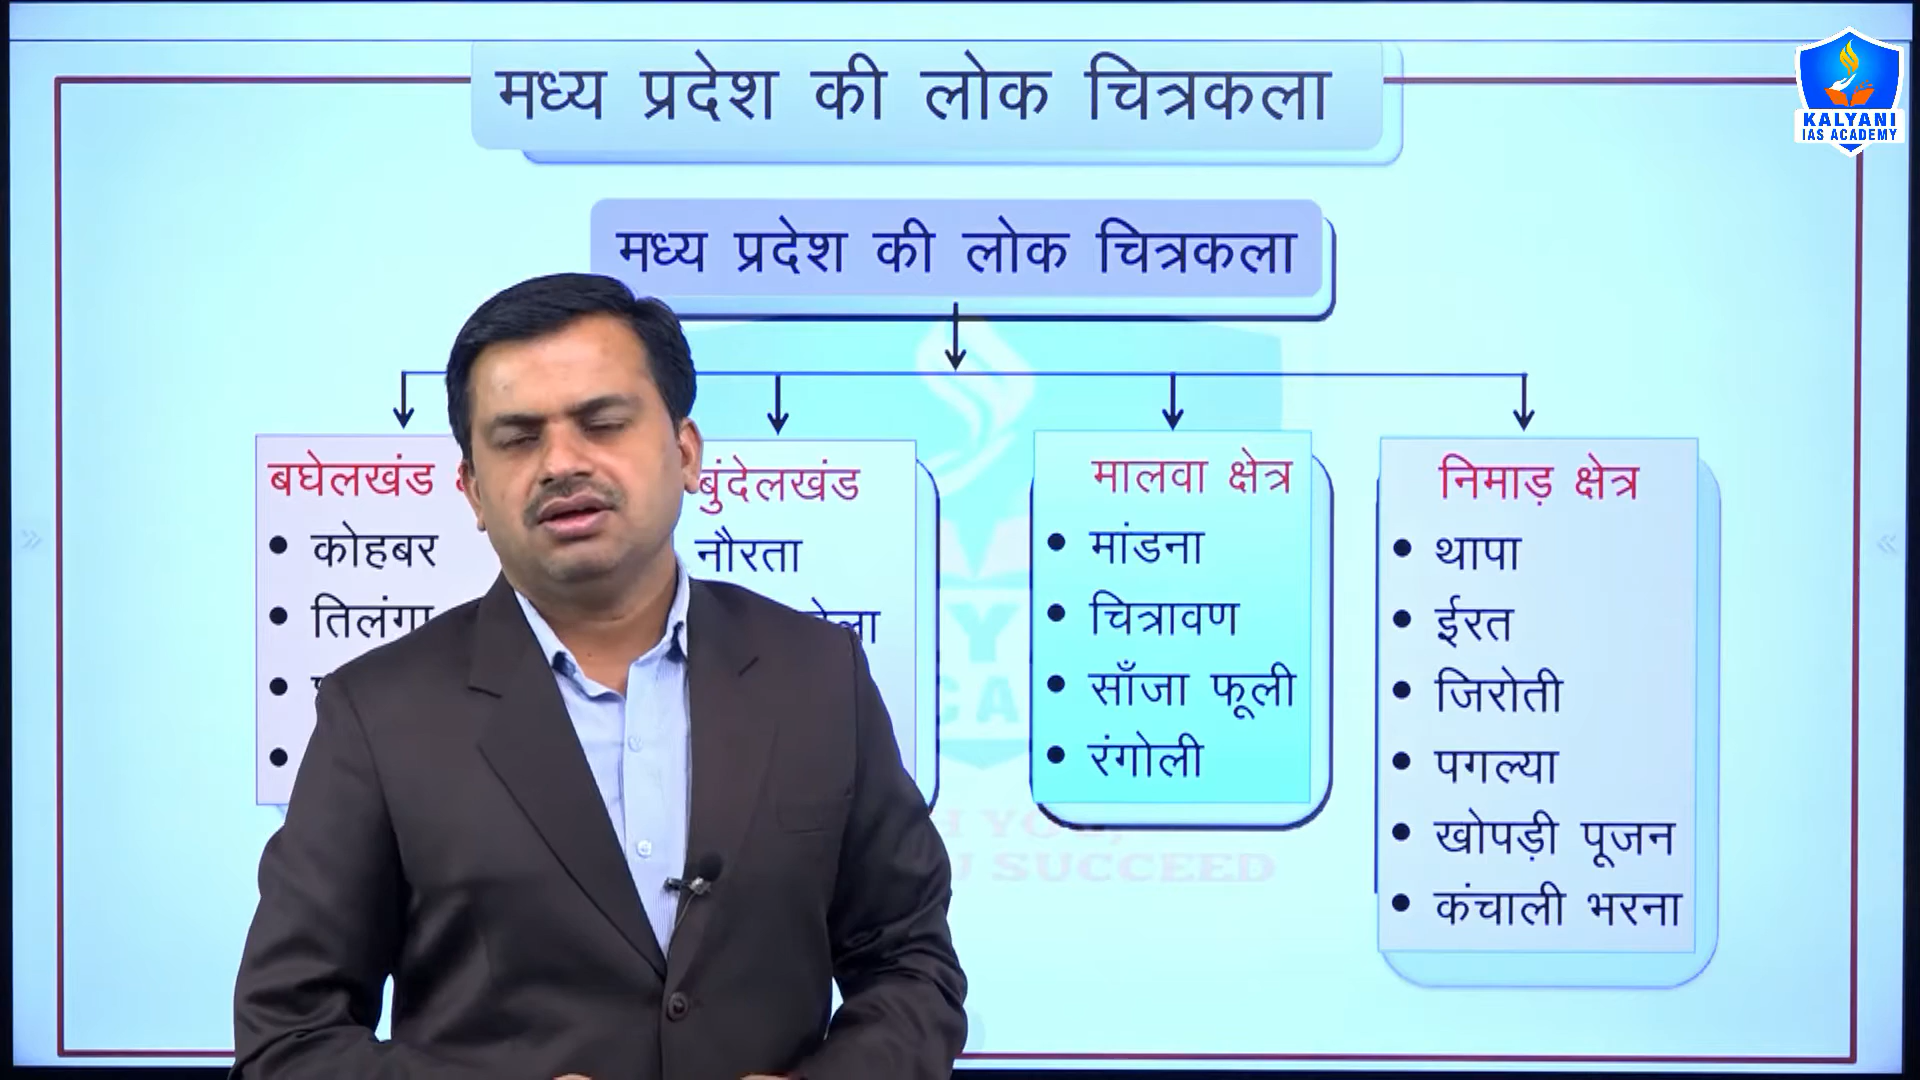 मध्य प्रदेश की लोक चित्रकला
KALYANI
IAS ACADEMY
मध्य प्रदेश की लोक चित्रकला
बघेलखंड
• कोहबर
• तिलंगा
बुंदेलखंड
नौरता
मालवा क्षेत्र
• मांडना
• चित्रावण
• साँजा फूली
• रंगोली
निमाड़ क्षेत्र
• थापा
• ईरत
• जिरोती
• पगल्या
• खोपड़ी पूजन
• कंचाली भरना
SUCCEED